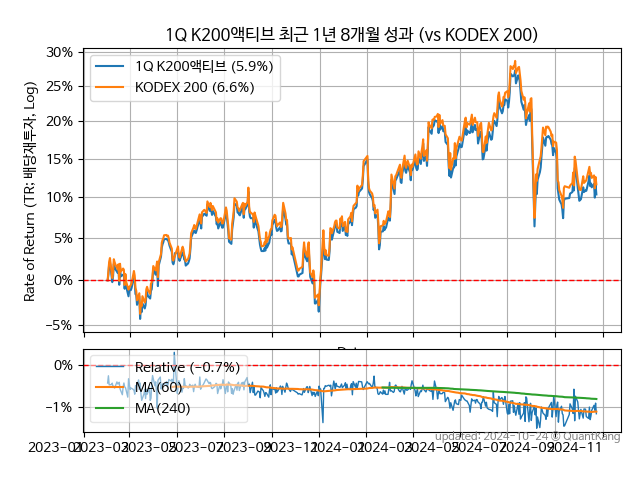 1Q K200액티브 최근 1년 8개월 성과 (vs KODEX 200)
Rate of Return (TR: 배당재투자, Log)
30%
25%
20%
15%
10%
5%
0%
−5%
1Q K200액티브 (5.9%)
KODEX 200 (6.6%)
0%
−1%
Relative (−0.7%)
MA(60)
MA(240)
2023−01
2023−03
2023−05
2023−07
2023−09
2023−11
2024−01
2024−03
2024−05
2024−07
2024−09
2024−11
updated: 2024−10−24 © QuantKang